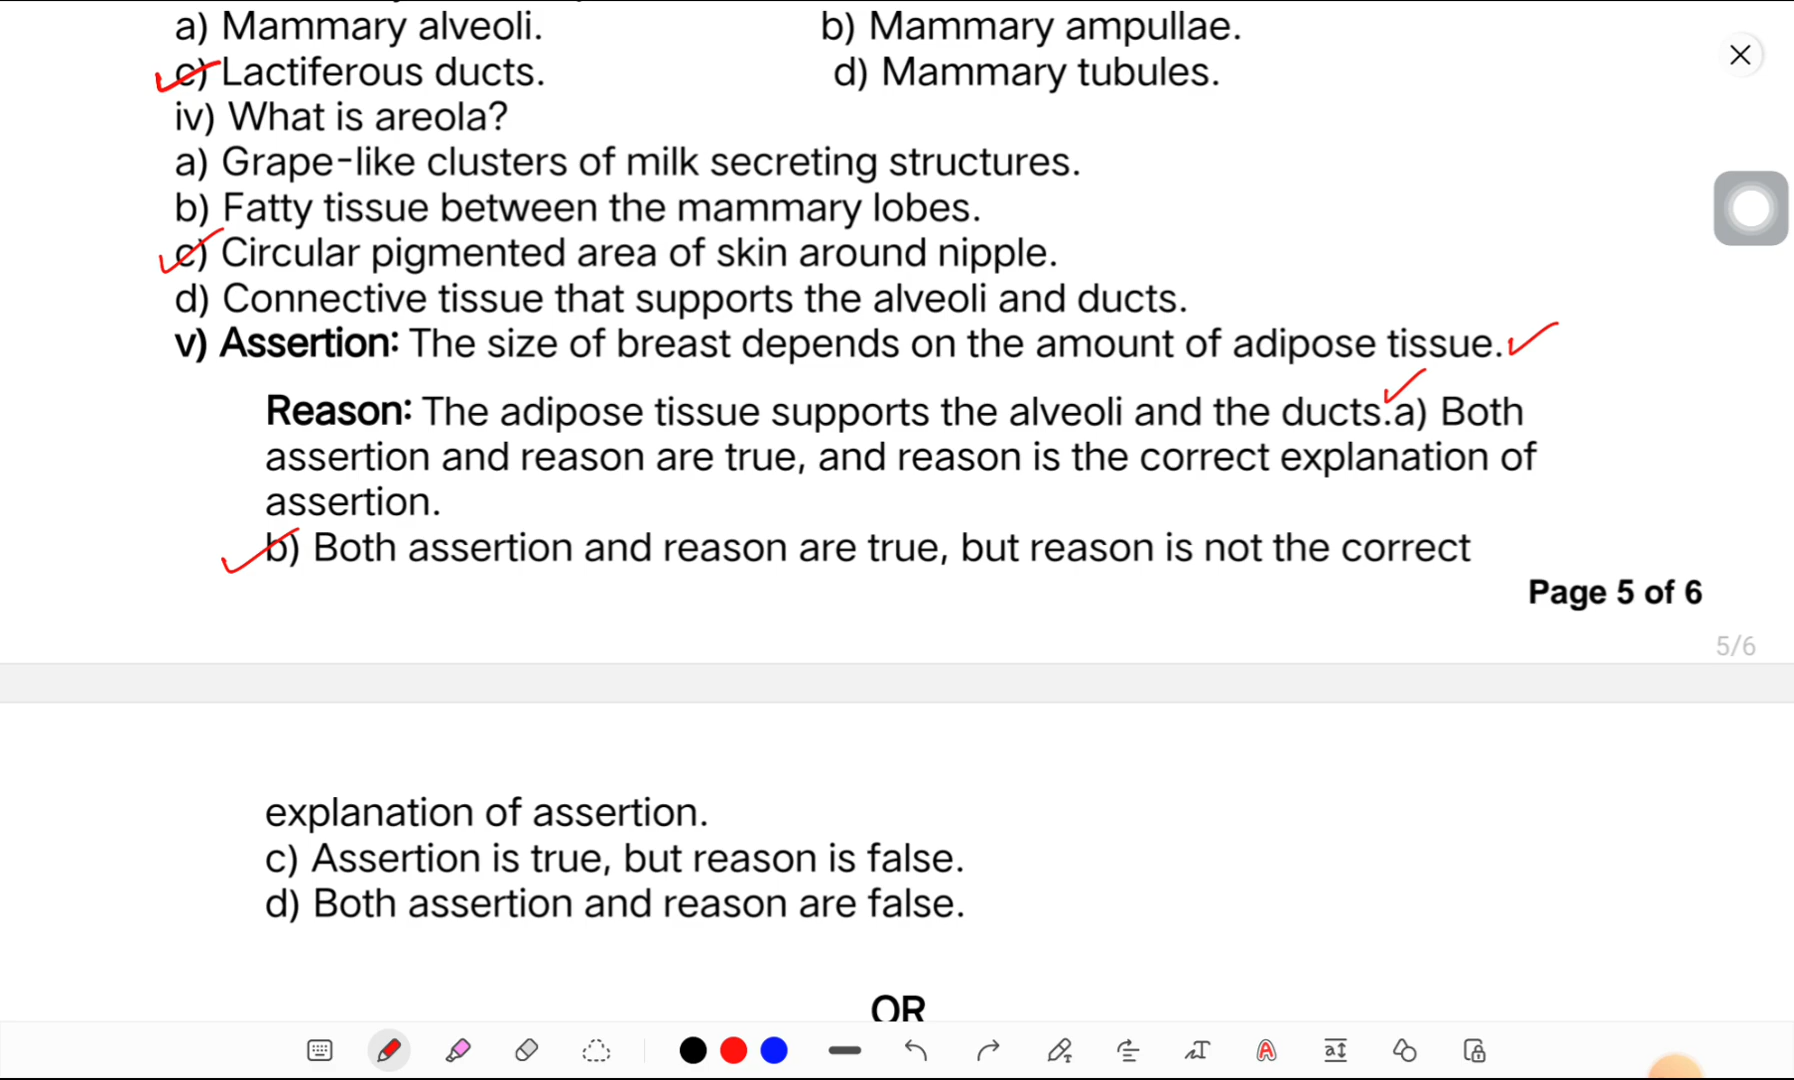 a) Mammary alveoli. b) Mammary ampullae.
c) Lactiferous ducts. d) Mammary tubules.
iv) What is areola?
a) Grape-like clusters of milk secreting structures.
b) Fatty tissue between the mammary lobes.
c) Circular pigmented area of skin around nipple.
d) Connective tissue that supports the alveoli and ducts.
v) Assertion: The size of breast depends on the amount of adipose tissue.
Reason: The adipose tissue supports the alveoli and the ducts.a) Both
assertion and reason are true, and reason is the correct explanation of
assertion.
b) Both assertion and reason are true, but reason is not the correct
Page 5 of 6
5/6
explanation of assertion.
c) Assertion is true, but reason is false.
d) Both assertion and reason are false.
OR